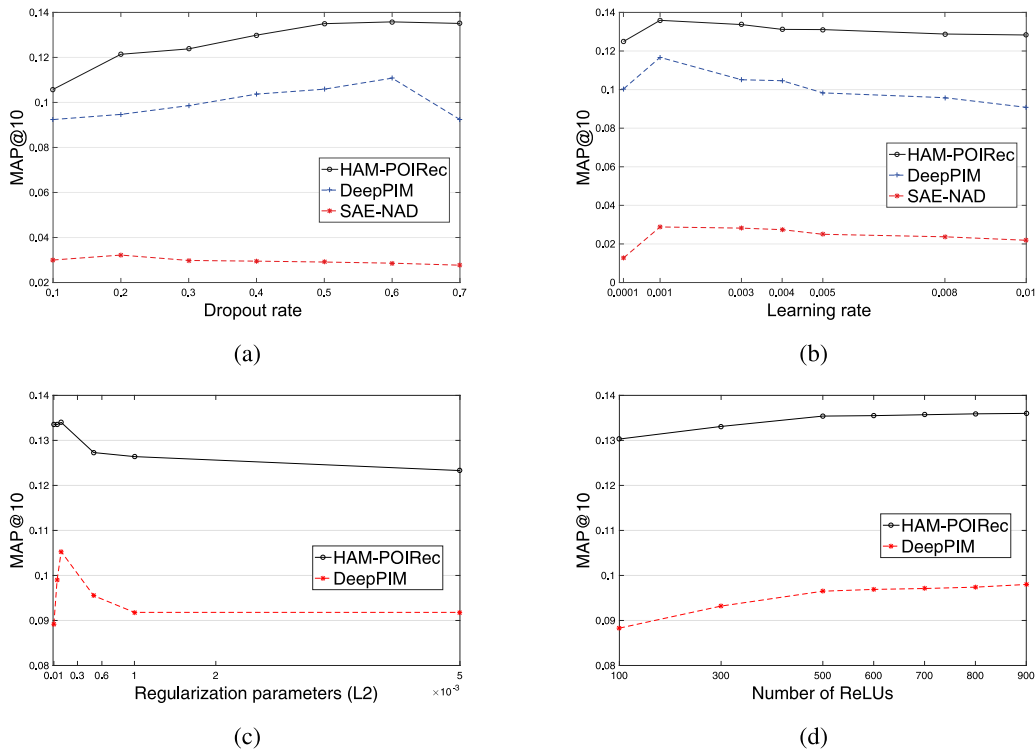 0.14
0.12
0.1
0.08
0.06
0.04
0.02
MAP@10
HAM-POIRec
DeepPIM
SAE-NAD
0.1 0.2 0.3 0.4 0.5 0.6 0.7
Dropout rate
(a)
0.14
0.12
0.1
0.08
0.06
0.04
0.02
0
MAP@10
HAM-POIRec
DeepPIM
SAE-NAD
0.0001 0.001 0.003 0.004 0.005 0.008 0.01
Learning rate
(b)
0.14
0.13
0.12
0.11
0.1
0.09
0.08
MAP@10
HAM-POIRec
DeepPIM
0.01 0.3 0.6 1 2 5
Regularization parameters (L2)
×10⁻³
(c)
0.14
0.13
0.12
0.11
0.1
0.09
0.08
MAP@10
HAM-POIRec
DeepPIM
100 300 500 600 700 800 900
Number of ReLUs
(d)